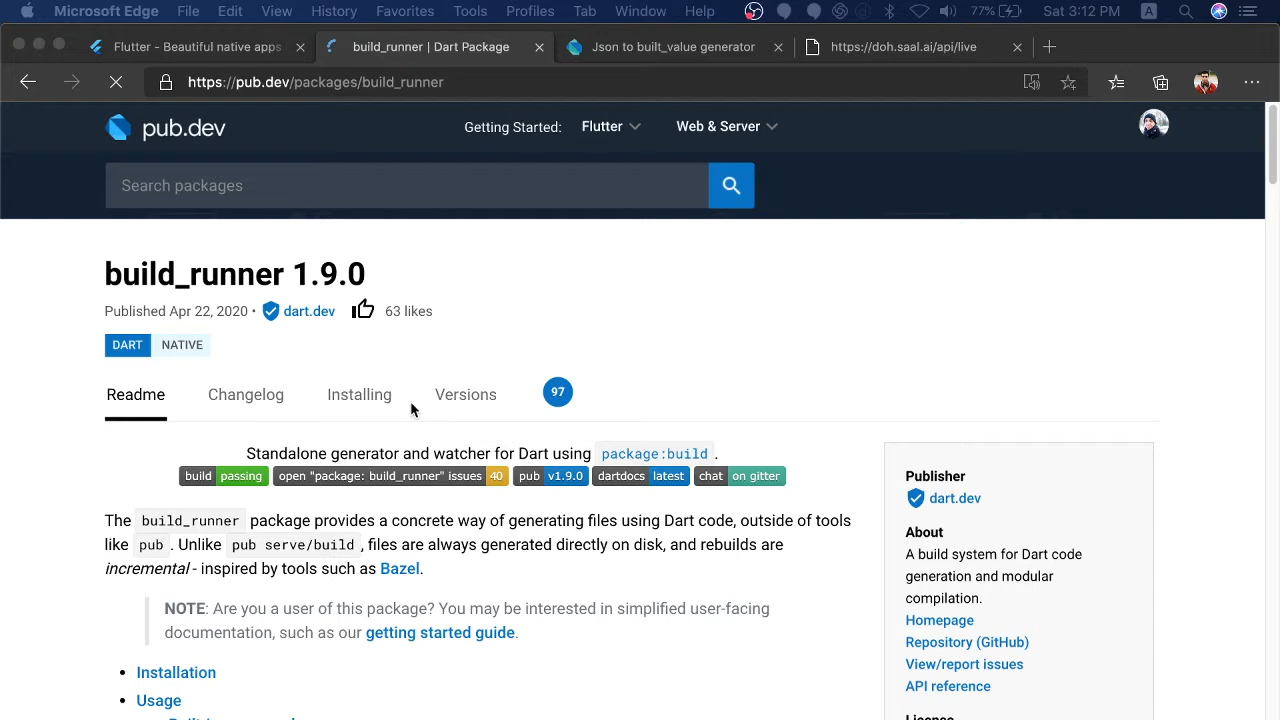 Microsoft Edge File Edit View History Favorites Tools Profiles Tab Window Help 77% Sat 3:12 PM A
Flutter - Beautiful native apps build_runner | Dart Package Json to built_value generator https://doh.saal.ai/api/live
https://pub.dev/packages/build_runner
pub.dev Getting Started: Flutter Web & Server
Search packages
build_runner 1.9.0
Published Apr 22, 2020 • dart.dev 63 likes
DART NATIVE
Readme Changelog Installing Versions 97
Standalone generator and watcher for Dart using package:build.
build passing open "package: build_runner" issues 40 pub v1.9.0 dartdocs latest chat on gitter
The build_runner package provides a concrete way of generating files using Dart code, outside of tools
like pub. Unlike pub serve/build, files are always generated directly on disk, and rebuilds are
incremental - inspired by tools such as Bazel.
NOTE: Are you a user of this package? You may be interested in simplified user-facing
documentation, such as our getting started guide.
• Installation
• Usage
Publisher
dart.dev
About
A build system for Dart code
generation and modular
compilation.
Homepage
Repository (GitHub)
View/report issues
API reference
License